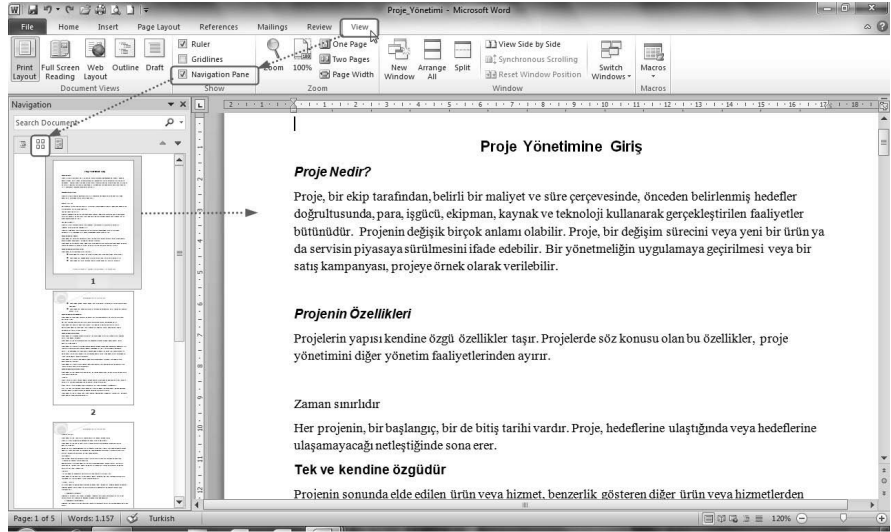 Proje_Yönetimi - Microsoft Word
File Home Insert Page Layout References Mailings Review View
Print Layout Full Screen Reading Web Layout Outline Draft
Document Views
Ruler
Gridlines
Navigation Pane
Show
Zoom 100% One Page
Two Pages
Page Width
Zoom
New Window Arrange All Split
View Side by Side
Synchronous Scrolling
Reset Window Position
Switch Windows
Window
Macros
Macros
Navigation
Search Document
1
2
Proje Yönetimine Giriş
Proje Nedir?
Proje, bir ekip tarafından, belirli bir maliyet ve süre çerçevesinde, önceden belirlenmiş hedefler
doğrultusunda, para, işgücü, ekipman, kaynak ve teknoloji kullanarak gerçekleştirilen faaliyetler
bütünüdür. Projenin değişik birçok anlamı olabilir. Proje, bir değişim sürecini veya yeni bir ürün ya
da servisin piyasaya sürülmesini ifade edebilir. Bir yönetmeliğin uygulamaya geçirilmesi veya bir
satış kampanyası, projeye örnek olarak verilebilir.
Projenin Özellikleri
Projelerin yapısı kendine özgü özellikler taşır. Projelerde söz konusu olan bu özellikler, proje
yönetimini diğer yönetim faaliyetlerinden ayırır.
Zaman sınırlıdır
Her projenin, bir başlangıç, bir de bitiş tarihi vardır. Proje, hedeflerine ulaştığında veya hedeflerine
ulaşamayacağı netleştiğinde sona erer.
Tek ve kendine özgüdür
Projenin sonunda elde edilen ürün veya hizmet, benzerlik gösteren diğer ürün veya hizmetlerden
Page: 1 of 5 Words: 1.157 Turkish 120%